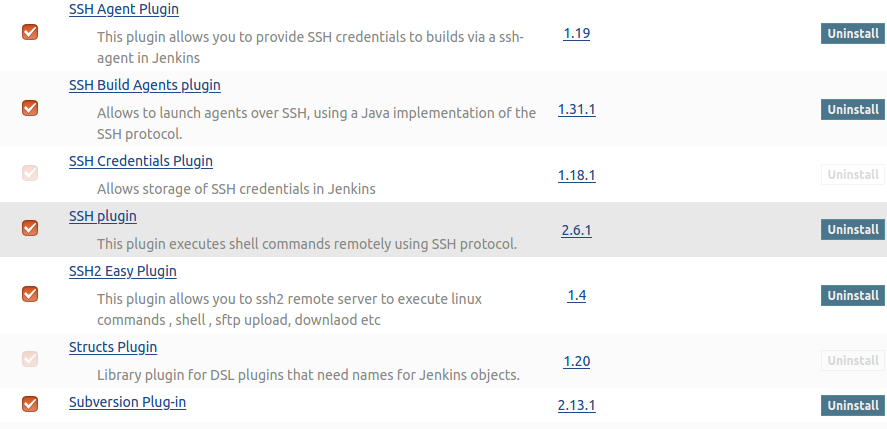 SSH Agent Plugin
This plugin allows you to provide SSH credentials to builds via a ssh-
agent in Jenkins
1.19
Uninstall
SSH Build Agents plugin
Allows to launch agents over SSH, using a Java implementation of the
SSH protocol.
1.31.1
Uninstall
SSH Credentials Plugin
Allows storage of SSH credentials in Jenkins
1.18.1
Uninstall
SSH plugin
This plugin executes shell commands remotely using SSH protocol.
2.6.1
Uninstall
SSH2 Easy Plugin
This plugin allows you to ssh2 remote server to execute linux
commands , shell , sftp upload, downlaod etc
1.4
Uninstall
Structs Plugin
Library plugin for DSL plugins that need names for Jenkins objects.
1.20
Uninstall
Subversion Plug-in
2.13.1
Uninstall